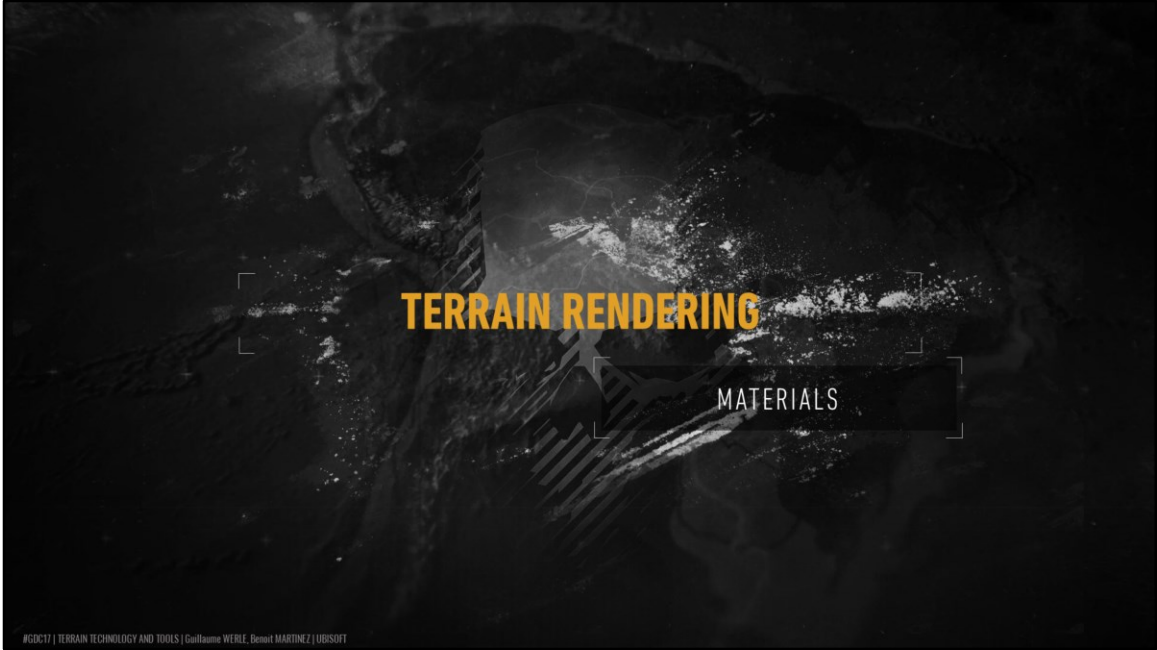 TERRAIN RENDERING
MATERIALS
#GDC17 | TERRAIN TECHNOLOGY AND TOOLS | Guillaume WERLE, Benoit MARTINEZ | UBISOFT